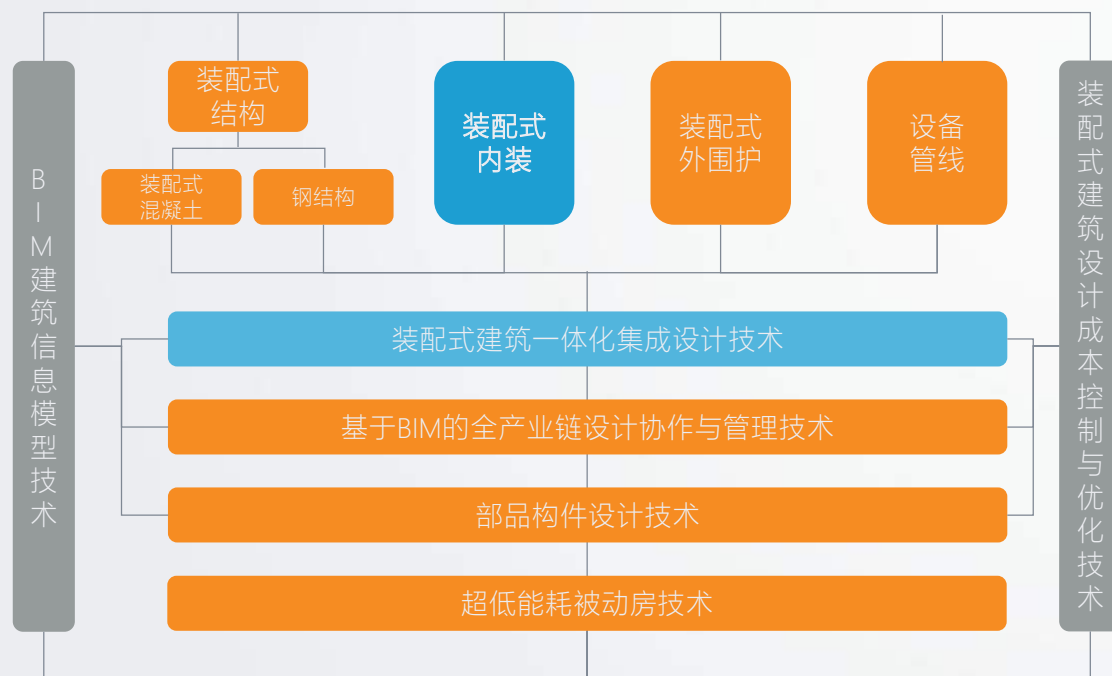 BIM建筑信息模型技术
装配式
结构
装配式
混凝土
钢结构
装配式
内装
装配式
外围护
设备
管线
装配式建筑一体化集成设计技术
基于BIM的全产业链设计协作与管理技术
部品构件设计技术
超低能耗被动房技术
装配式建筑设计成本控制与优化技术